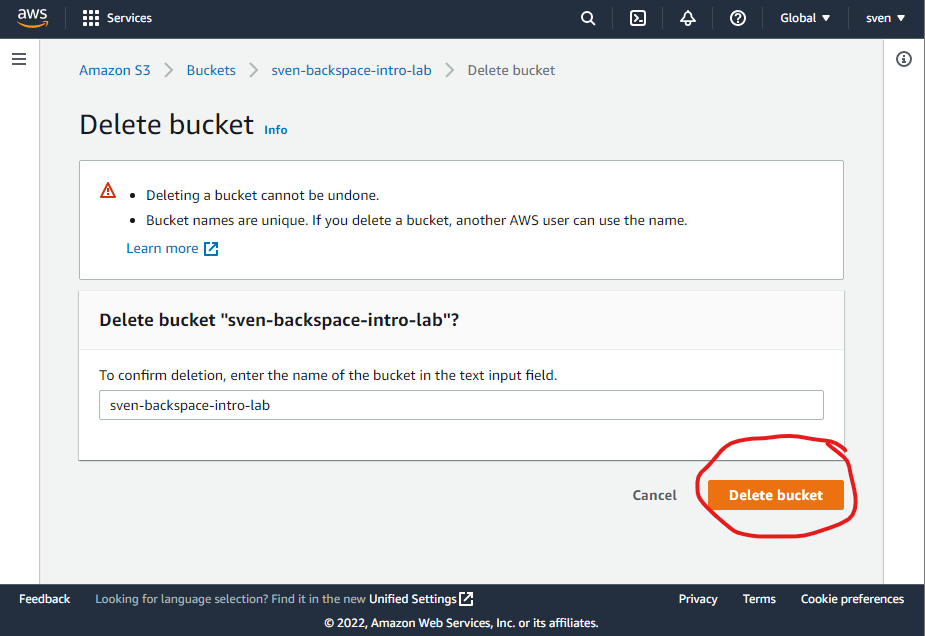 aws Services Global ▼ sven ▼
Amazon S3 > Buckets > sven-backspace-intro-lab > Delete bucket
Delete bucket Info
• Deleting a bucket cannot be undone.
• Bucket names are unique. If you delete a bucket, another AWS user can use the name.
Learn more
Delete bucket "sven-backspace-intro-lab"?
To confirm deletion, enter the name of the bucket in the text input field.
sven-backspace-intro-lab
Cancel Delete bucket
Feedback Looking for language selection? Find it in the new Unified Settings Privacy Terms Cookie preferences
© 2022, Amazon Web Services, Inc. or its affiliates.